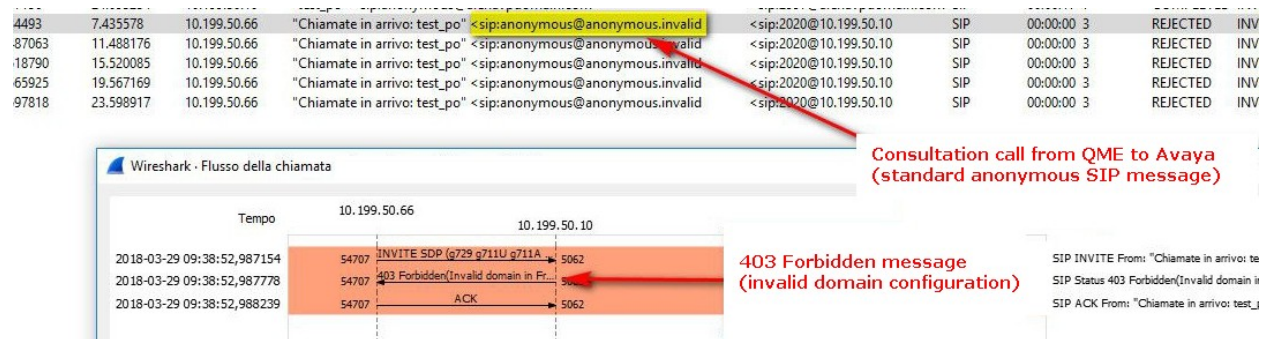 4493 7.435578 10.199.50.66 "Chiamate in arrivo: test_po" <sip:anonymous@anonymous.invalid <sip:2020@10.199.50.10 SIP 00:00:00 3 REJECTED INV
87063 11.488176 10.199.50.66 "Chiamate in arrivo: test_po" <sip:anonymous@anonymous.invalid <sip:2020@10.199.50.10 SIP 00:00:00 3 REJECTED INV
18790 15.520085 10.199.50.66 "Chiamate in arrivo: test_po" <sip:anonymous@anonymous.invalid <sip:2020@10.199.50.10 SIP 00:00:00 3 REJECTED INV
65925 19.567169 10.199.50.66 "Chiamate in arrivo: test_po" <sip:anonymous@anonymous.invalid <sip:2020@10.199.50.10 SIP 00:00:00 3 REJECTED INV
97818 23.598917 10.199.50.66 "Chiamate in arrivo: test_po" <sip:anonymous@anonymous.invalid <sip:2020@10.199.50.10 SIP 00:00:00 3 REJECTED INV
Consultation call from QME to Avaya
(standard anonymous SIP message)
Wireshark · Flusso della chiamata
Tempo 10.199.50.66 10.199.50.10
2018-03-29 09:38:52,987154 54707 INVITE SDP (g729 g711U g711A 5062 SIP INVITE From: "Chiamate in arrivo: te
2018-03-29 09:38:52,987778 54707 403 Forbidden(Invalid domain in Fr... SIP Status 403 Forbidden(Invalid domain i
2018-03-29 09:38:52,988239 54707 ACK 5062 SIP ACK From: "Chiamate in arrivo: test_
403 Forbidden message
(invalid domain configuration)